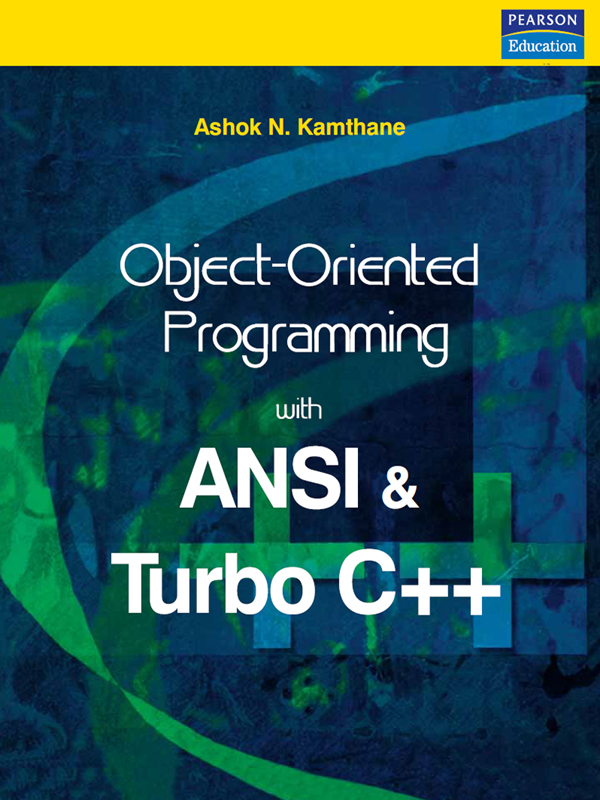 PEARSON
Education
Ashok N. Kamthane
Object-Oriented
Programming
with
ANSI &
Turbo C++